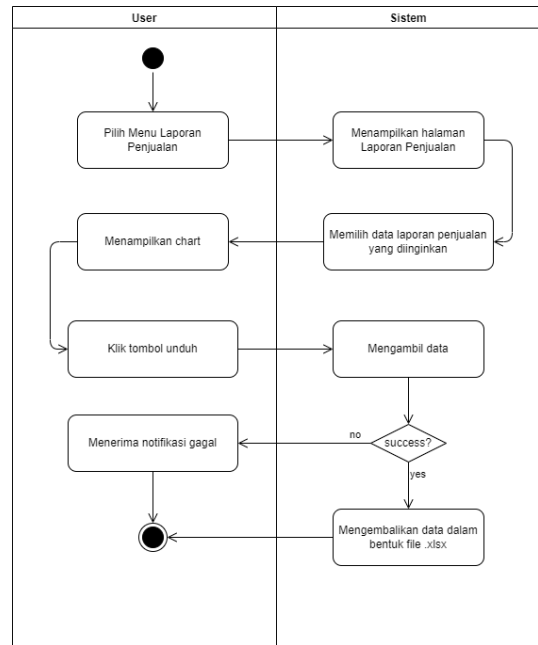 User
Sistem
Pilih Menu Laporan
Penjualan
Menampilkan halaman
Laporan Penjualan
Menampilkan chart
Memilih data laporan penjualan
yang diinginkan
Klik tombol unduh
Mengambil data
Menerima notifikasi gagal
no
success?
yes
Mengembalikan data dalam
bentuk file .xlsx